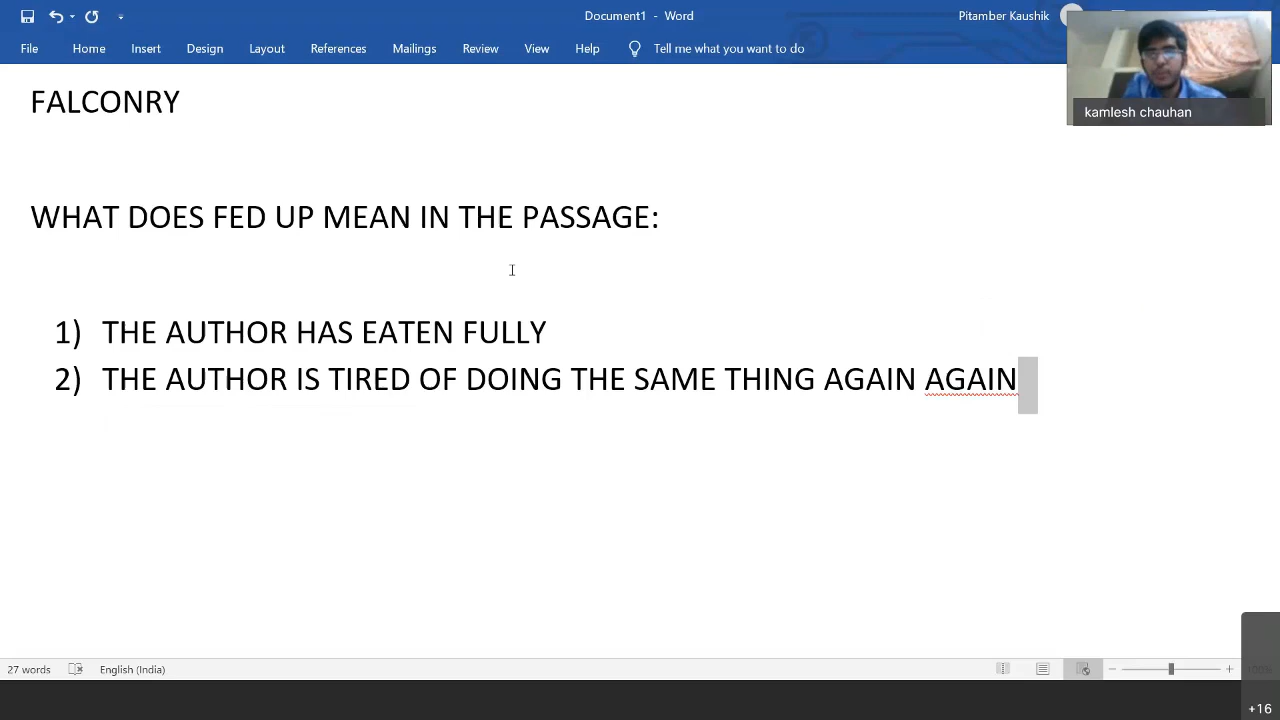 Document1 - Word
Pitamber Kaushik
File Home Insert Design Layout References Mailings Review View Help Tell me what you want to do
kamlesh chauhan
FALCONRY
WHAT DOES FED UP MEAN IN THE PASSAGE:
1) THE AUTHOR HAS EATEN FULLY
2) THE AUTHOR IS TIRED OF DOING THE SAME THING AGAIN AGAIN
27 words English (India)
+16